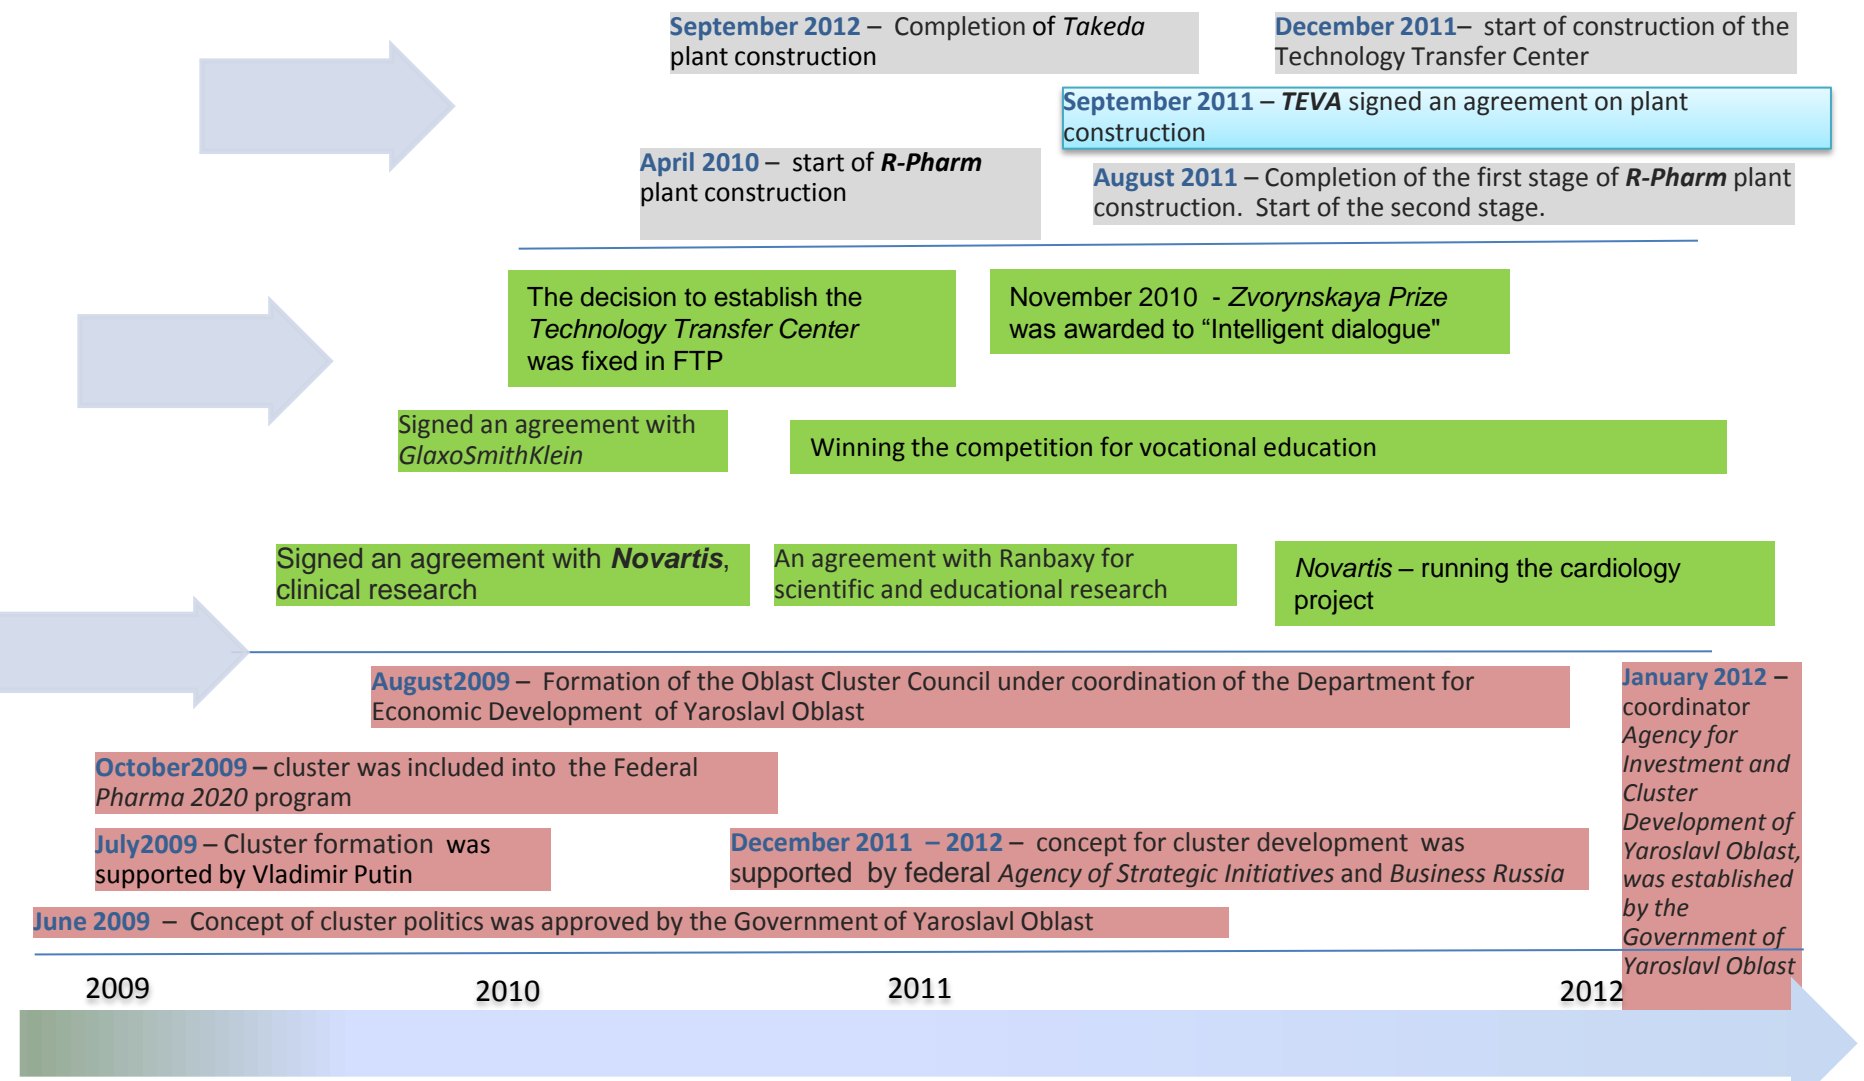 September 2012 – Completion of Takeda
plant construction
December 2011– start of construction of the
Technology Transfer Center
September 2011 – TEVA signed an agreement on plant
construction
April 2010 – start of R-Pharm
plant construction
August 2011 – Completion of the first stage of R-Pharm plant
construction. Start of the second stage.
The decision to establish the
Technology Transfer Center
was fixed in FTP
November 2010 - Zvorynskaya Prize
was awarded to “Intelligent dialogue"
Signed an agreement with
GlaxoSmithKlein
Winning the competition for vocational education
Signed an agreement with Novartis,
clinical research
An agreement with Ranbaxy for
scientific and educational research
Novartis – running the cardiology
project
August2009 – Formation of the Oblast Cluster Council under coordination of the Department for
Economic Development of Yaroslavl Oblast
January 2012 –
coordinator
Agency for
Investment and
Cluster
Development of
Yaroslavl Oblast,
was established
by the
Government of
Yaroslavl Oblast
October2009 – cluster was included into the Federal
Pharma 2020 program
July2009 – Cluster formation was
supported by Vladimir Putin
December 2011 – 2012 – concept for cluster development was
supported by federal Agency of Strategic Initiatives and Business Russia
June 2009 – Concept of cluster politics was approved by the Government of Yaroslavl Oblast
2009
2010
2011
2012